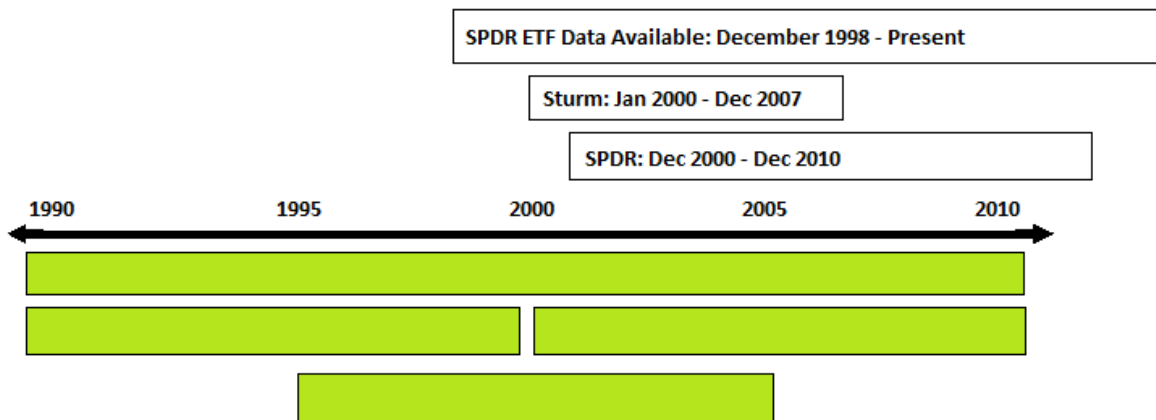 SPDR ETF Data Available: December 1998 - Present
Sturm: Jan 2000 - Dec 2007
SPDR: Dec 2000 - Dec 2010
1990 1995 2000 2005 2010